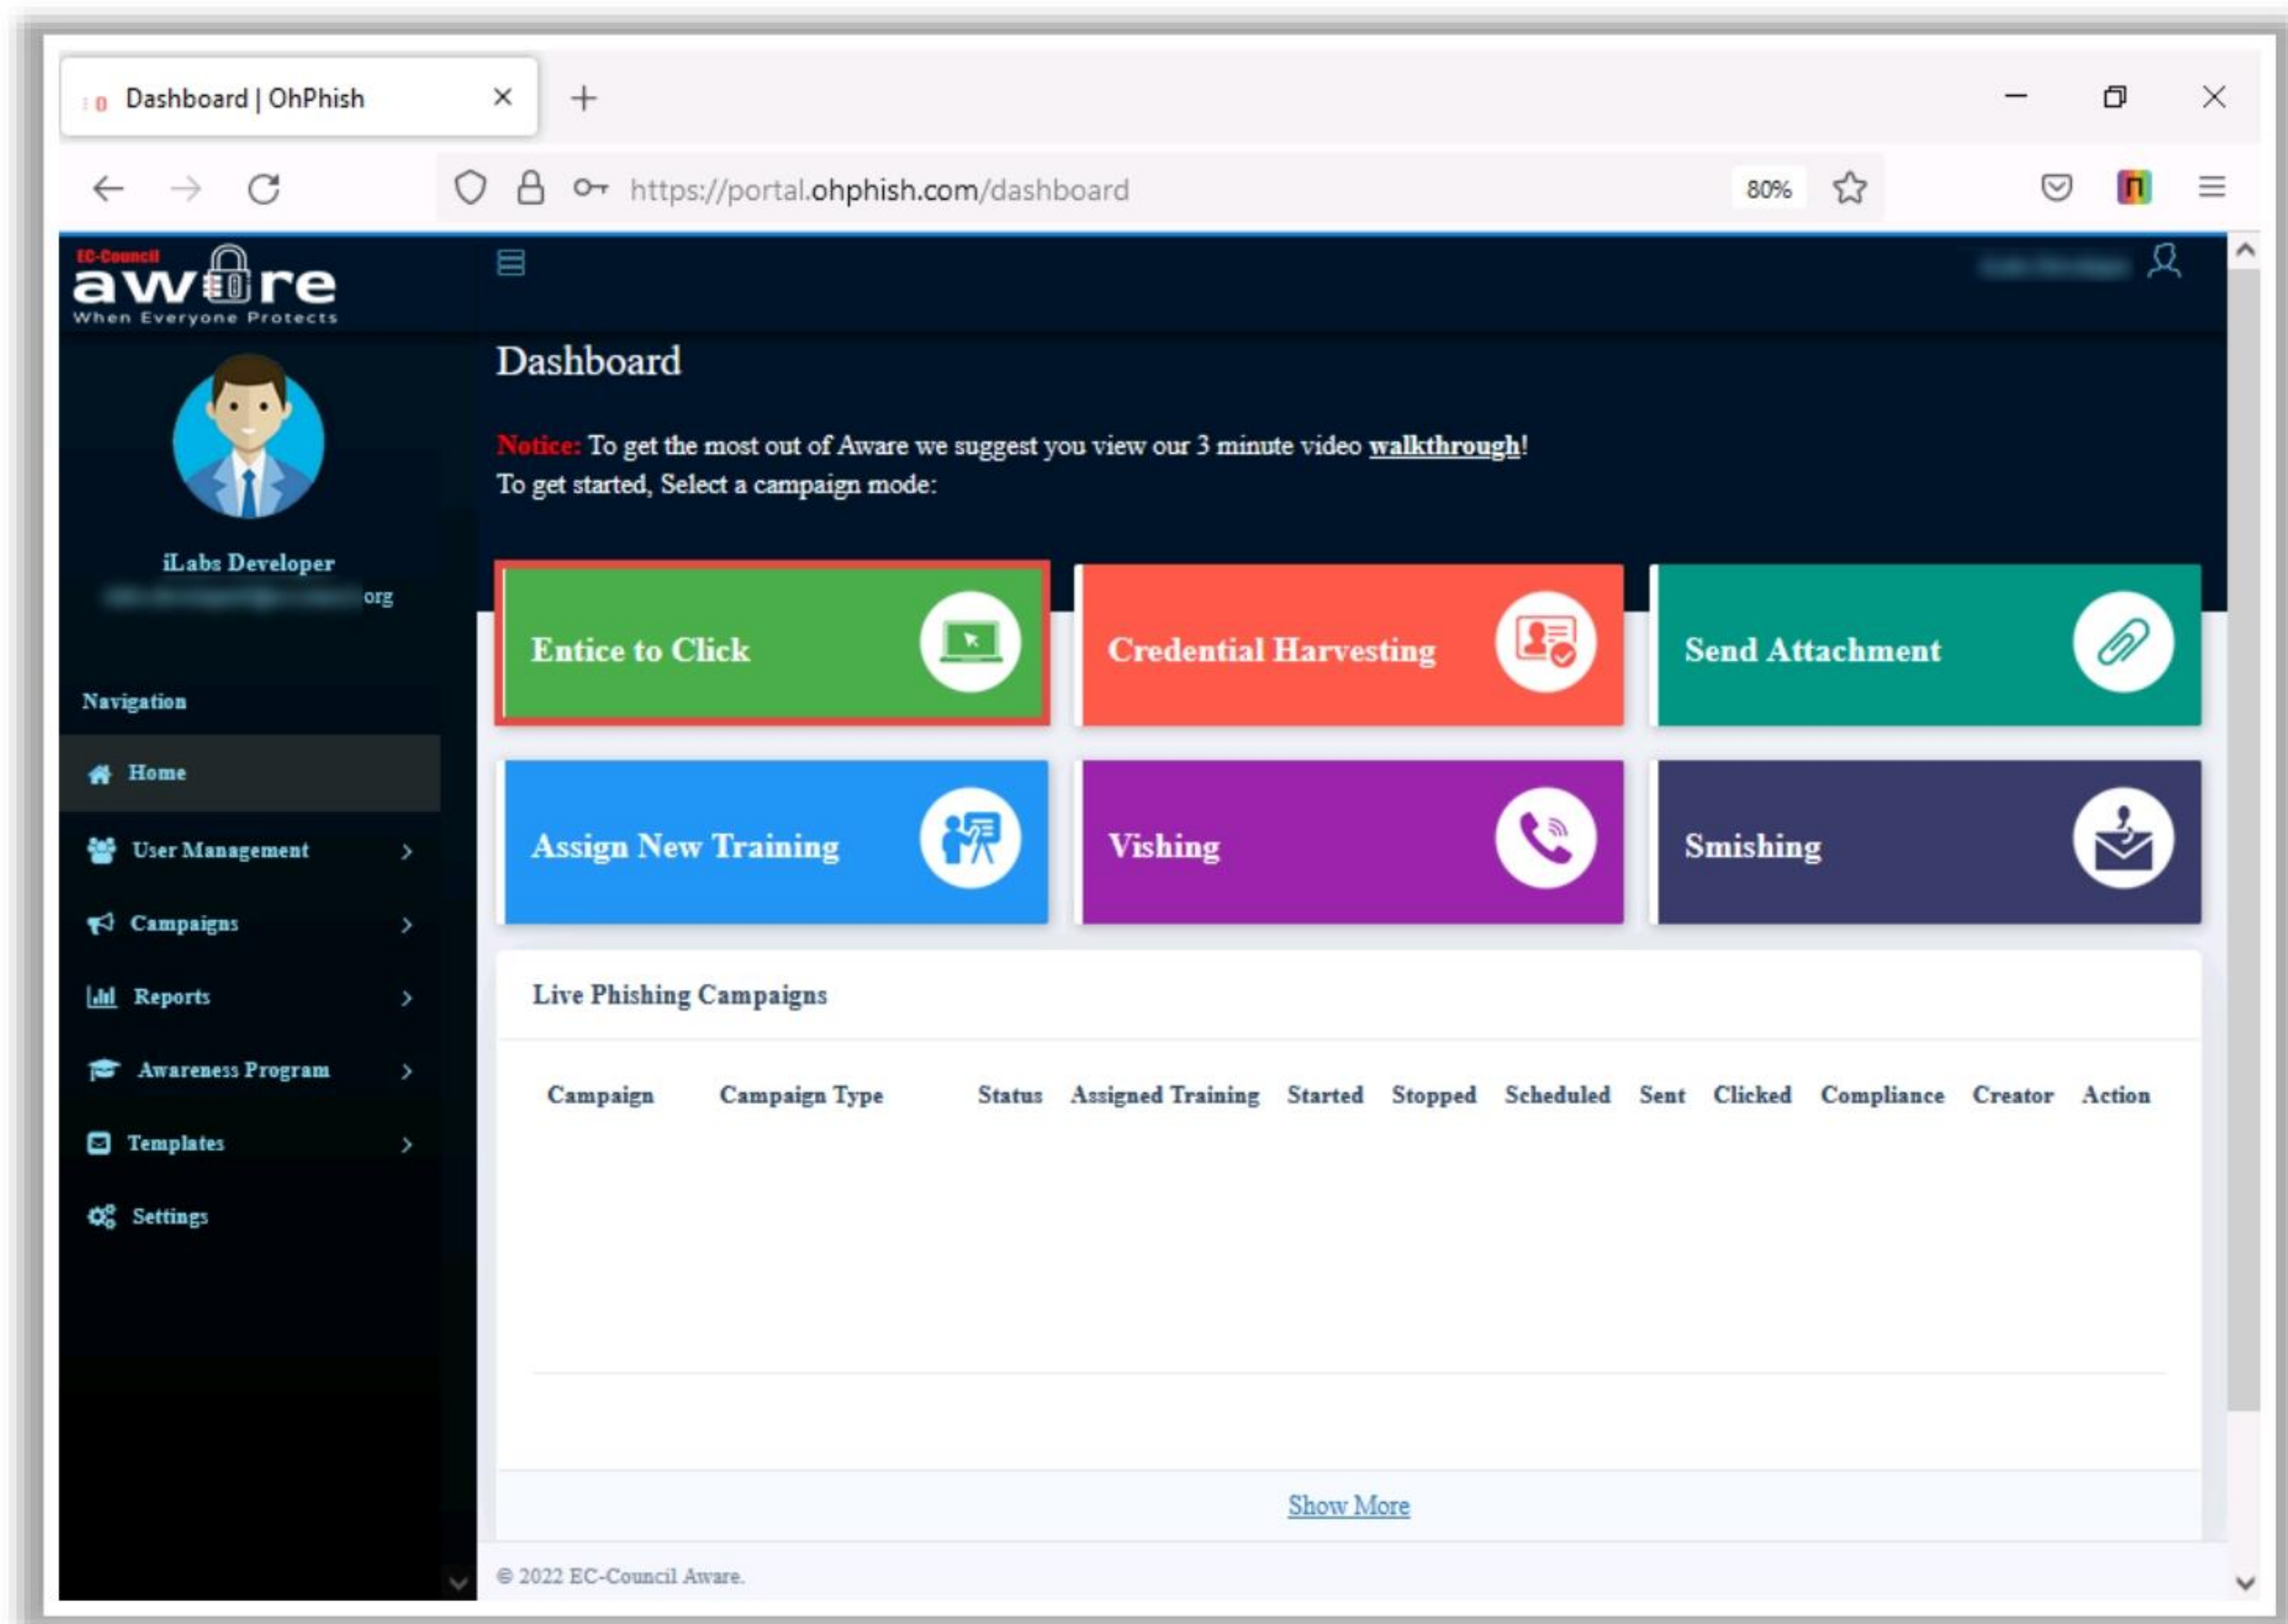 Dashboard | OhPhish
https://portal.ohphish.com/dashboard
80%
EC-Council
aware
When Everyone Protects
iLabs Developer
org
Navigation
Home
User Management
Campaigns
Reports
Awareness Program
Templates
Settings
Dashboard
Notice: To get the most out of Aware we suggest you view our 3 minute video walkthrough!
To get started, Select a campaign mode:
Entice to Click
Credential Harvesting
Send Attachment
Assign New Training
Vishing
Smishing
Live Phishing Campaigns
Campaign Campaign Type Status Assigned Training Started Stopped Scheduled Sent Clicked Compliance Creator Action
Show More
© 2022 EC-Council Aware.